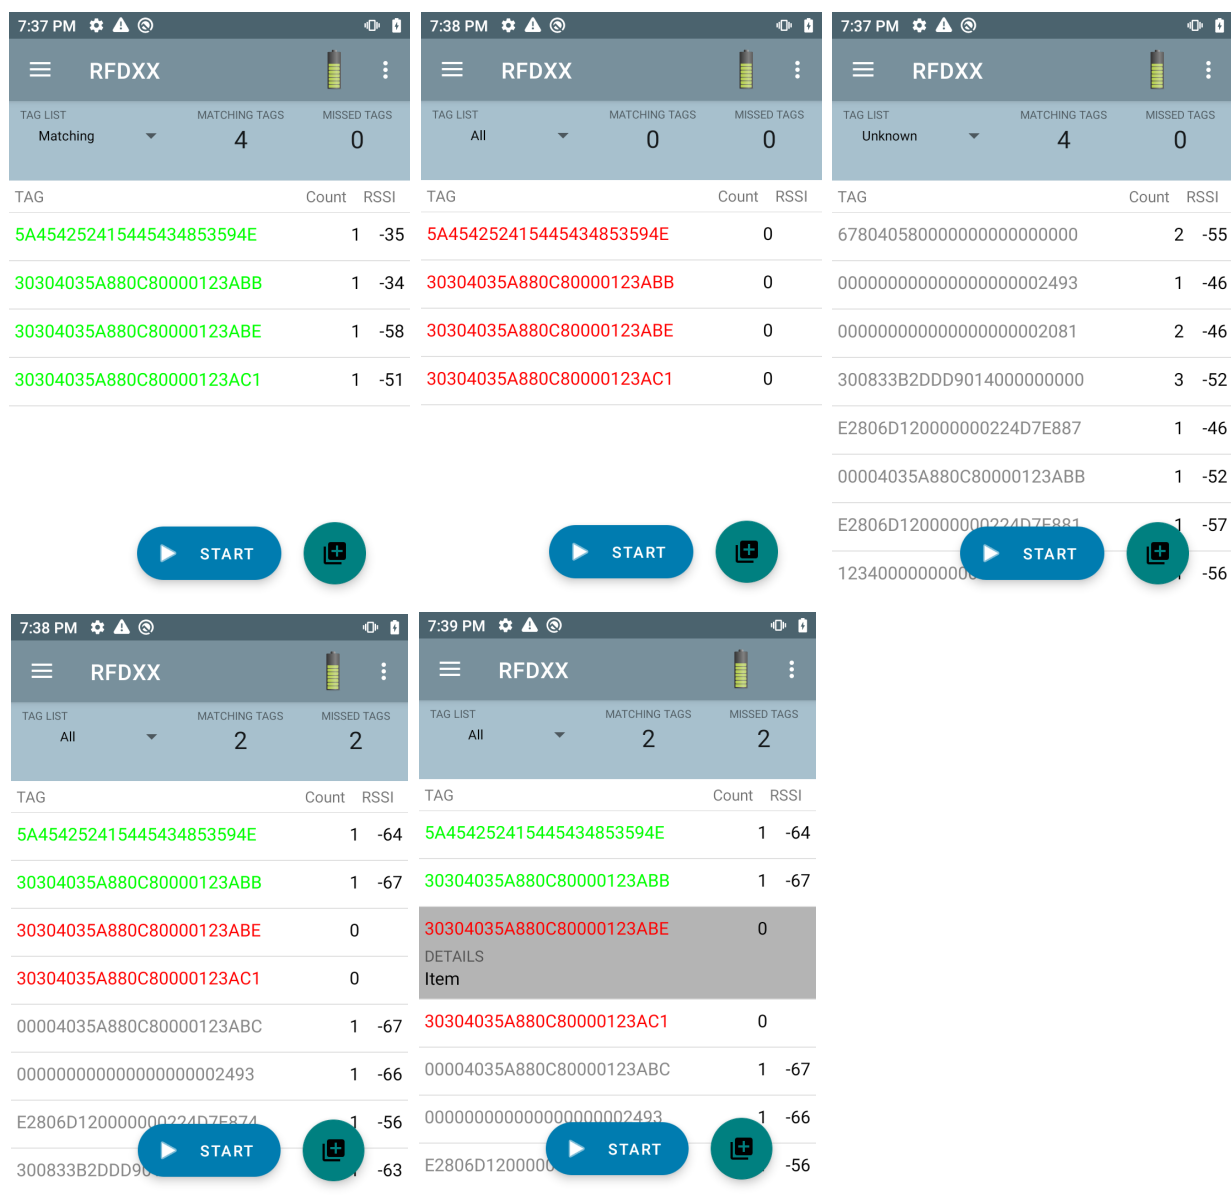 7:37 PM
RFDXX
TAG LIST MATCHING TAGS MISSED TAGS
Matching 4 0
TAG Count RSSI
5A454252415445434853594E 1 -35
30304035A880C80000123ABB 1 -34
30304035A880C80000123ABE 1 -58
30304035A880C80000123AC1 1 -51
START
7:38 PM
RFDXX
TAG LIST MATCHING TAGS MISSED TAGS
All 0 0
TAG Count RSSI
5A454252415445434853594E 0
30304035A880C80000123ABB 0
30304035A880C80000123ABE 0
30304035A880C80000123AC1 0
START
7:37 PM
RFDXX
TAG LIST MATCHING TAGS MISSED TAGS
Unknown 4 0
TAG Count RSSI
678040580000000000000000 2 -55
000000000000000000002493 1 -46
000000000000000000002081 2 -46
300833B2DDD9014000000000 3 -52
E2806D120000000224D7E887 1 -46
00004035A880C80000123ABB 1 -52
E2806D120000000224D7E881 1 -57
-56
START
7:38 PM
RFDXX
TAG LIST MATCHING TAGS MISSED TAGS
All 2 2
TAG Count RSSI
5A454252415445434853594E 1 -64
30304035A880C80000123ABB 1 -67
30304035A880C80000123ABE 0
30304035A880C80000123AC1 0
00004035A880C80000123ABC 1 -67
000000000000000000002493 1 -66
E2806D120000000224D7E874 1 -56
300833B2DDD90 -63
START
7:39 PM
RFDXX
TAG LIST MATCHING TAGS MISSED TAGS
All 2 2
TAG Count RSSI
5A454252415445434853594E 1 -64
30304035A880C80000123ABB 1 -67
30304035A880C80000123ABE 0
DETAILS
Item
30304035A880C80000123AC1 0
00004035A880C80000123ABC 1 -67
000000000000000000002493 1 -66
E2806D1200000 -56
START